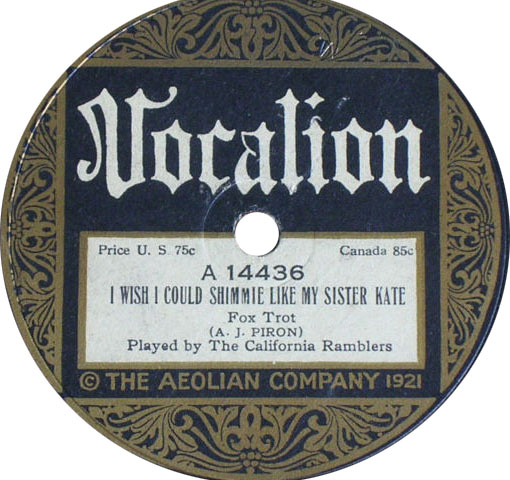 Vocalion
Price U. S. 75c Canada 85c
A 14436
I WISH I COULD SHIMMIE LIKE MY SISTER KATE
Fox Trot
(A. J. PIRON)
Played by The California Ramblers
© THE AEOLIAN COMPANY 1921